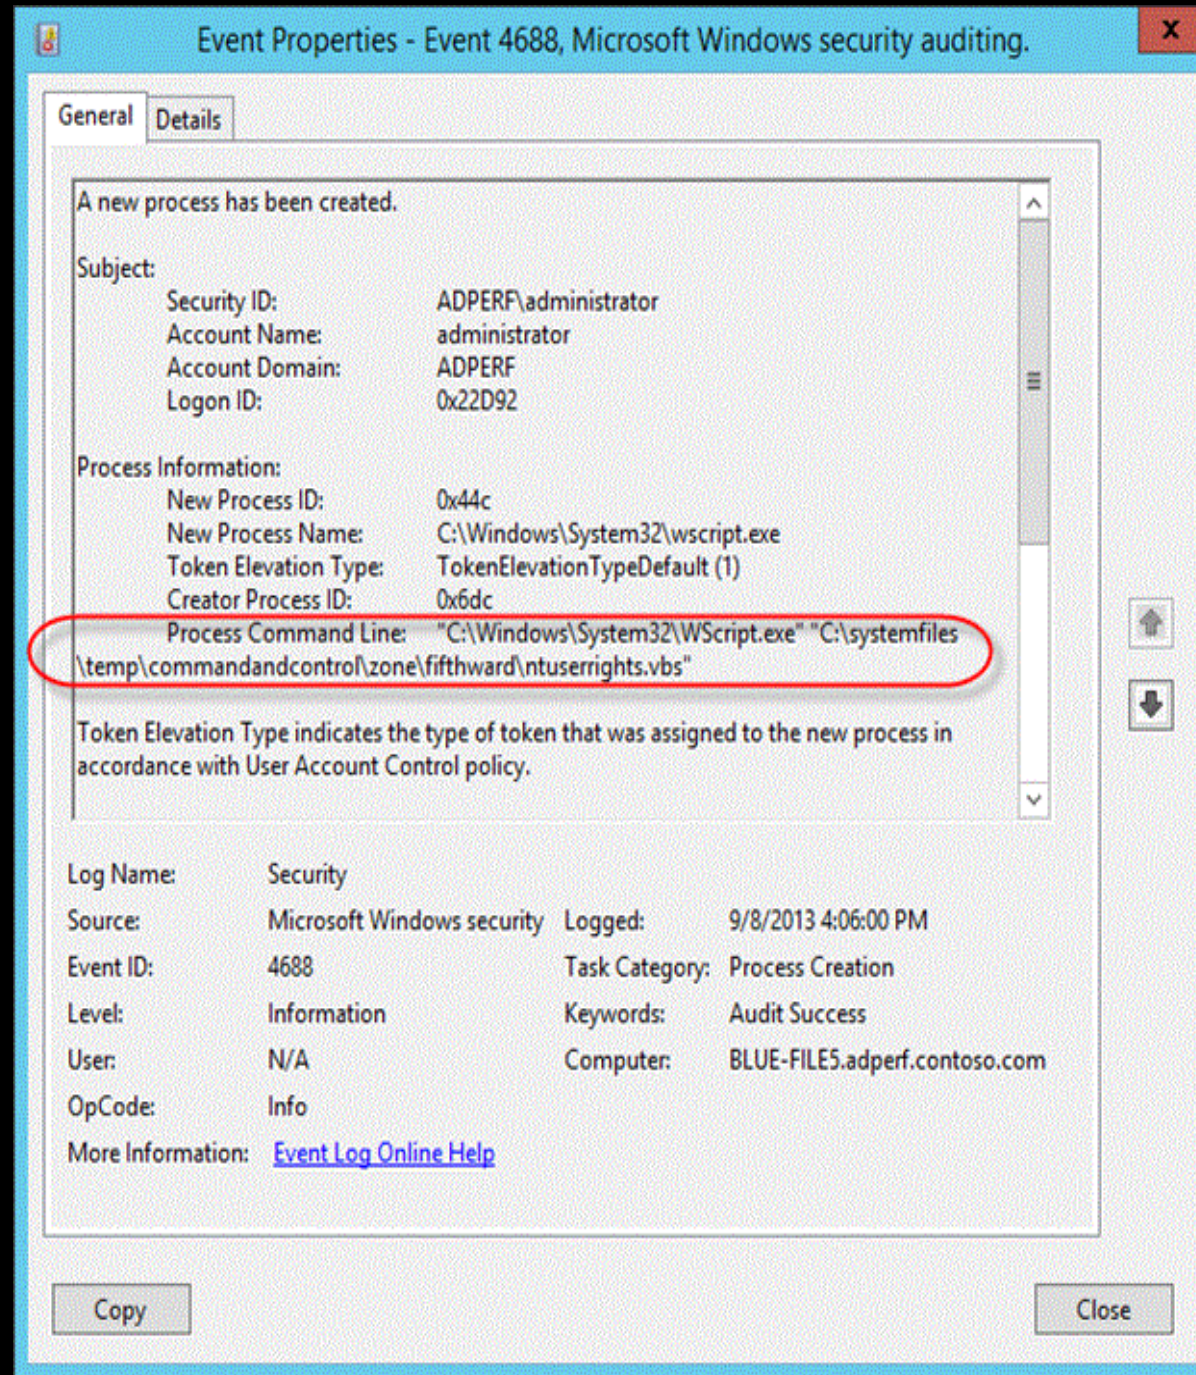 Event Properties - Event 4688, Microsoft Windows security auditing.
X
General Details
A new process has been created.
Subject:
Security ID: ADPERF\administrator
Account Name: administrator
Account Domain: ADPERF
Logon ID: 0x22D92
Process Information:
New Process ID: 0x44c
New Process Name: C:\Windows\System32\wscript.exe
Token Elevation Type: TokenElevationTypeDefault (1)
Creator Process ID: 0x6dc
Process Command Line: "C:\Windows\System32\WScript.exe" "C:\systemfiles
\temp\commandandcontrol\zone\fifthward\ntuserrights.vbs"
Token Elevation Type indicates the type of token that was assigned to the new process in
accordance with User Account Control policy.
Log Name: Security
Source: Microsoft Windows security Logged: 9/8/2013 4:06:00 PM
Event ID: 4688 Task Category: Process Creation
Level: Information Keywords: Audit Success
User: N/A Computer: BLUE-FILE5.adperf.contoso.com
OpCode: Info
More Information: Event Log Online Help
Copy Close